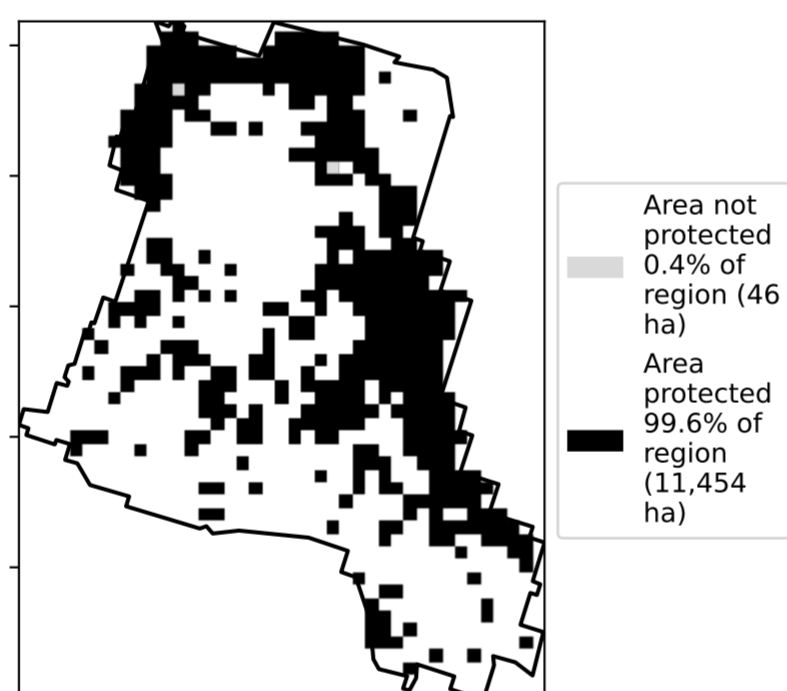 Area not
protected
0.4% of
region (46
ha)
Area
protected
99.6% of
region
(11,454
ha)